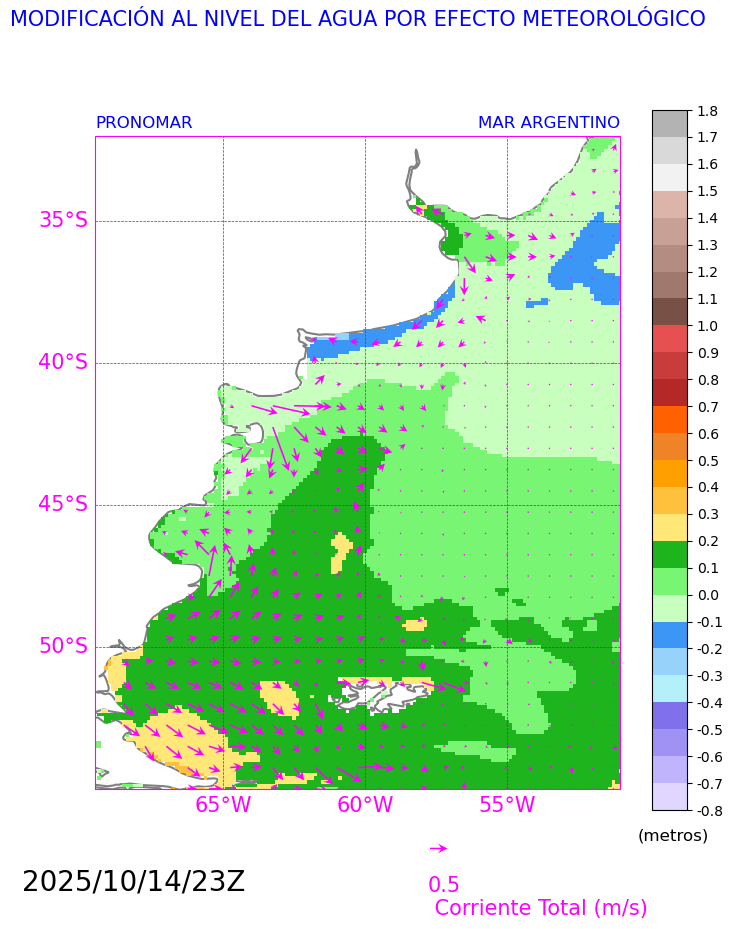 MODIFICACIÓN AL NIVEL DEL AGUA POR EFECTO METEOROLÓGICO
PRONOMAR MAR ARGENTINO
35°S
40°S
45°S
50°S
65°W 60°W 55°W
1.8
1.7
1.6
1.5
1.4
1.3
1.2
1.1
1.0
0.9
0.8
0.7
0.6
0.5
0.4
0.3
0.2
0.1
0.0
-0.1
-0.2
-0.3
-0.4
-0.5
-0.6
-0.7
-0.8
(metros)
2025/10/14/23Z
0.5
Corriente Total (m/s)